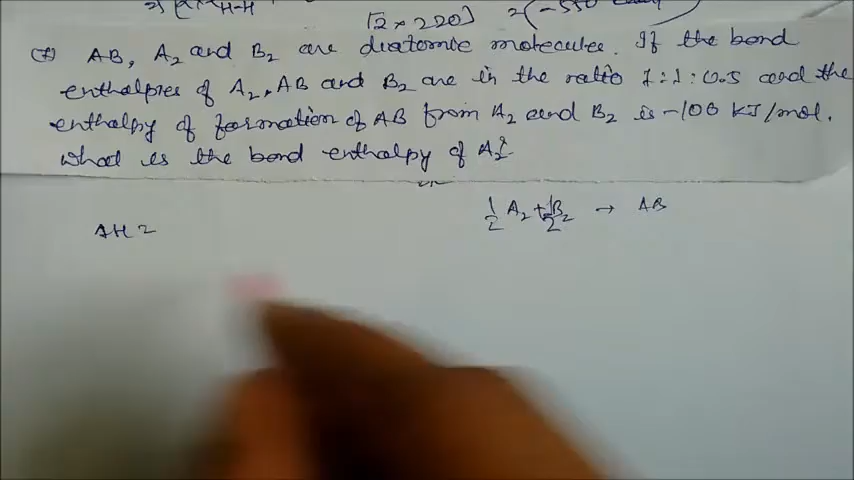 [2 × 220]
(7) AB, A2 and B2 are diatomic molecules. If the bond
enthalpies of A2, AB and B2 are in the ratio 1:1:0.5 and the
enthalpy of formation of AB from A2 and B2 is -100 KJ/mol.
what is the bond enthalpy of A2?
1/2 A2 + 1/2 B2 → AB
ΔH =